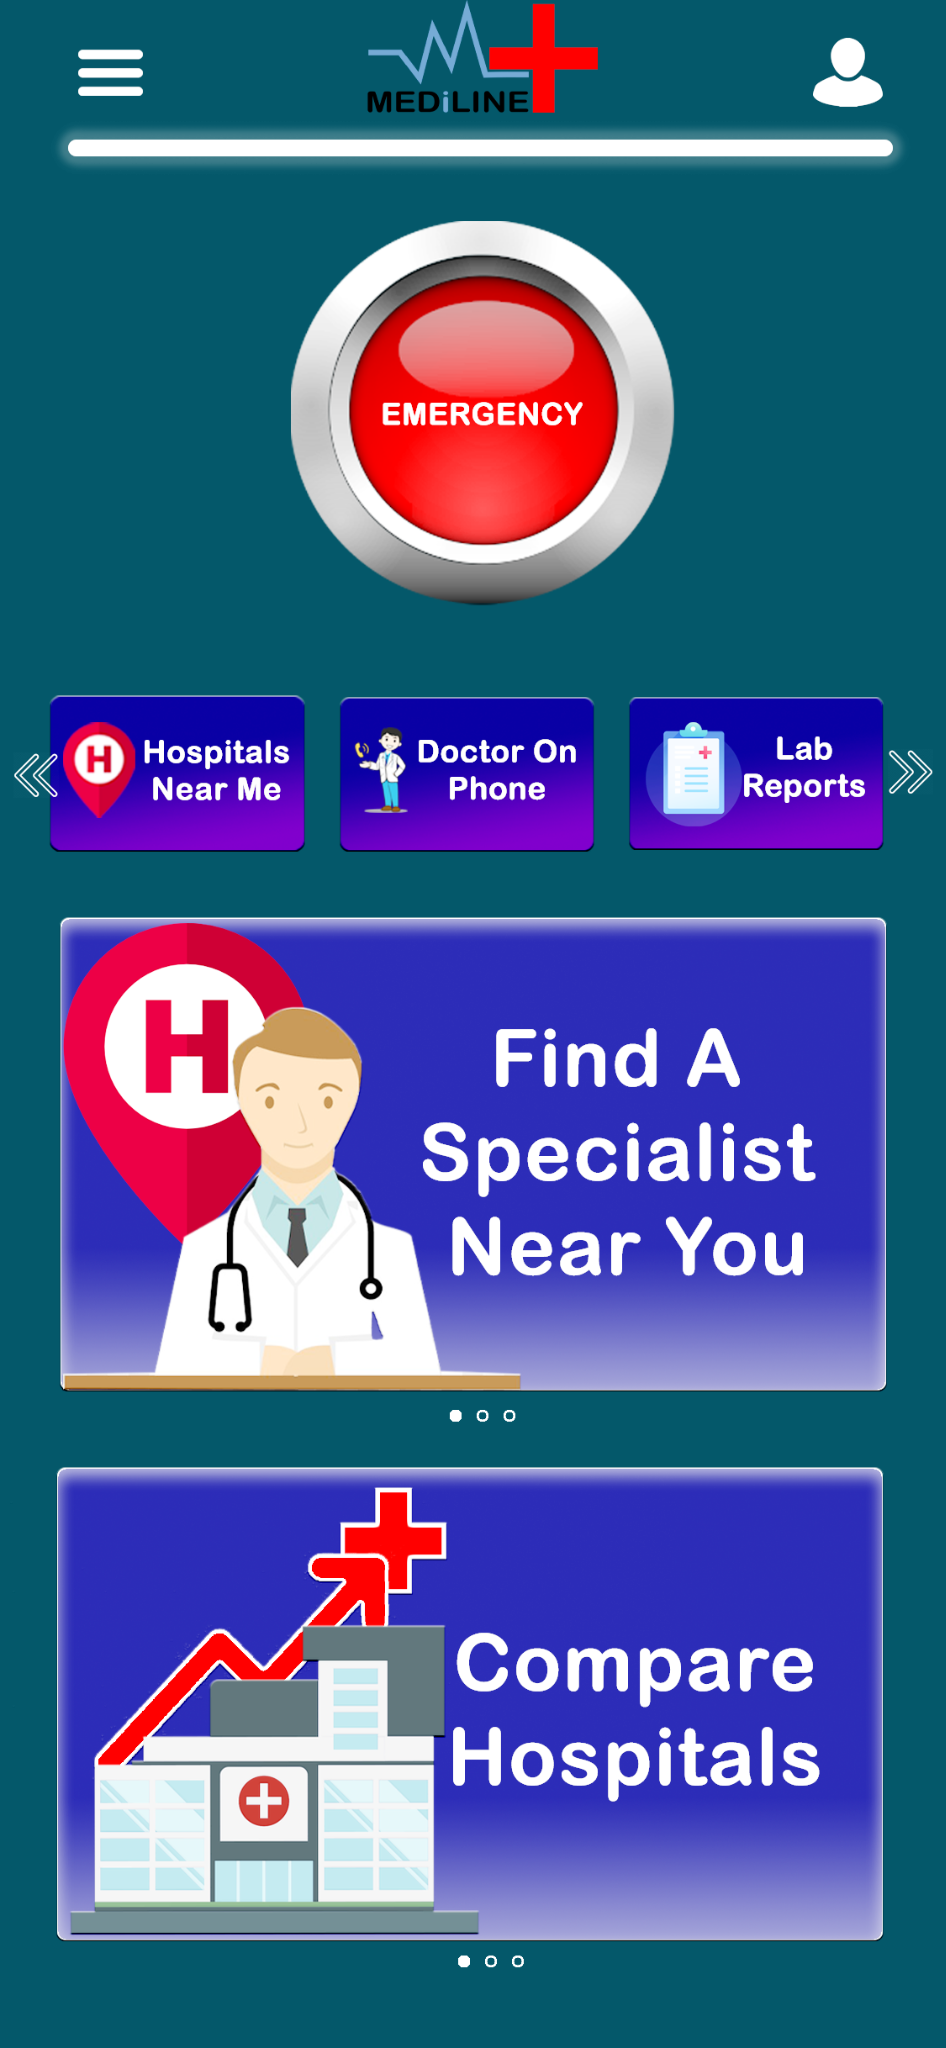 MEDiLINE
EMERGENCY
Hospitals
Near Me
Doctor On
Phone
Lab
Reports
H
H
Find A
Specialist
Near You
Compare
Hospitals